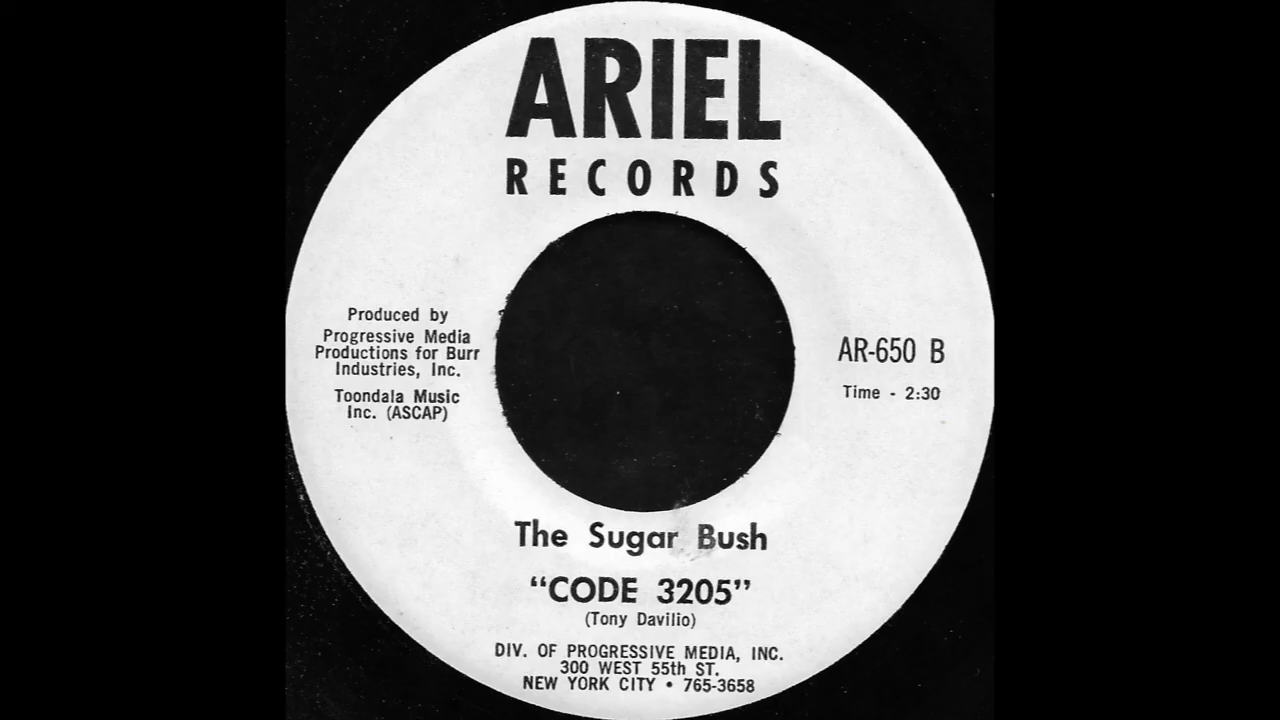 ARIEL
RECORDS
Produced by
Progressive Media
Productions for Burr
Industries, Inc.
Toondala Music
Inc. (ASCAP)
AR-650 B
Time - 2:30
The Sugar Bush
“CODE 3205”
(Tony Davilio)
DIV. OF PROGRESSIVE MEDIA, INC.
300 WEST 55th ST.
NEW YORK CITY • 765-3658